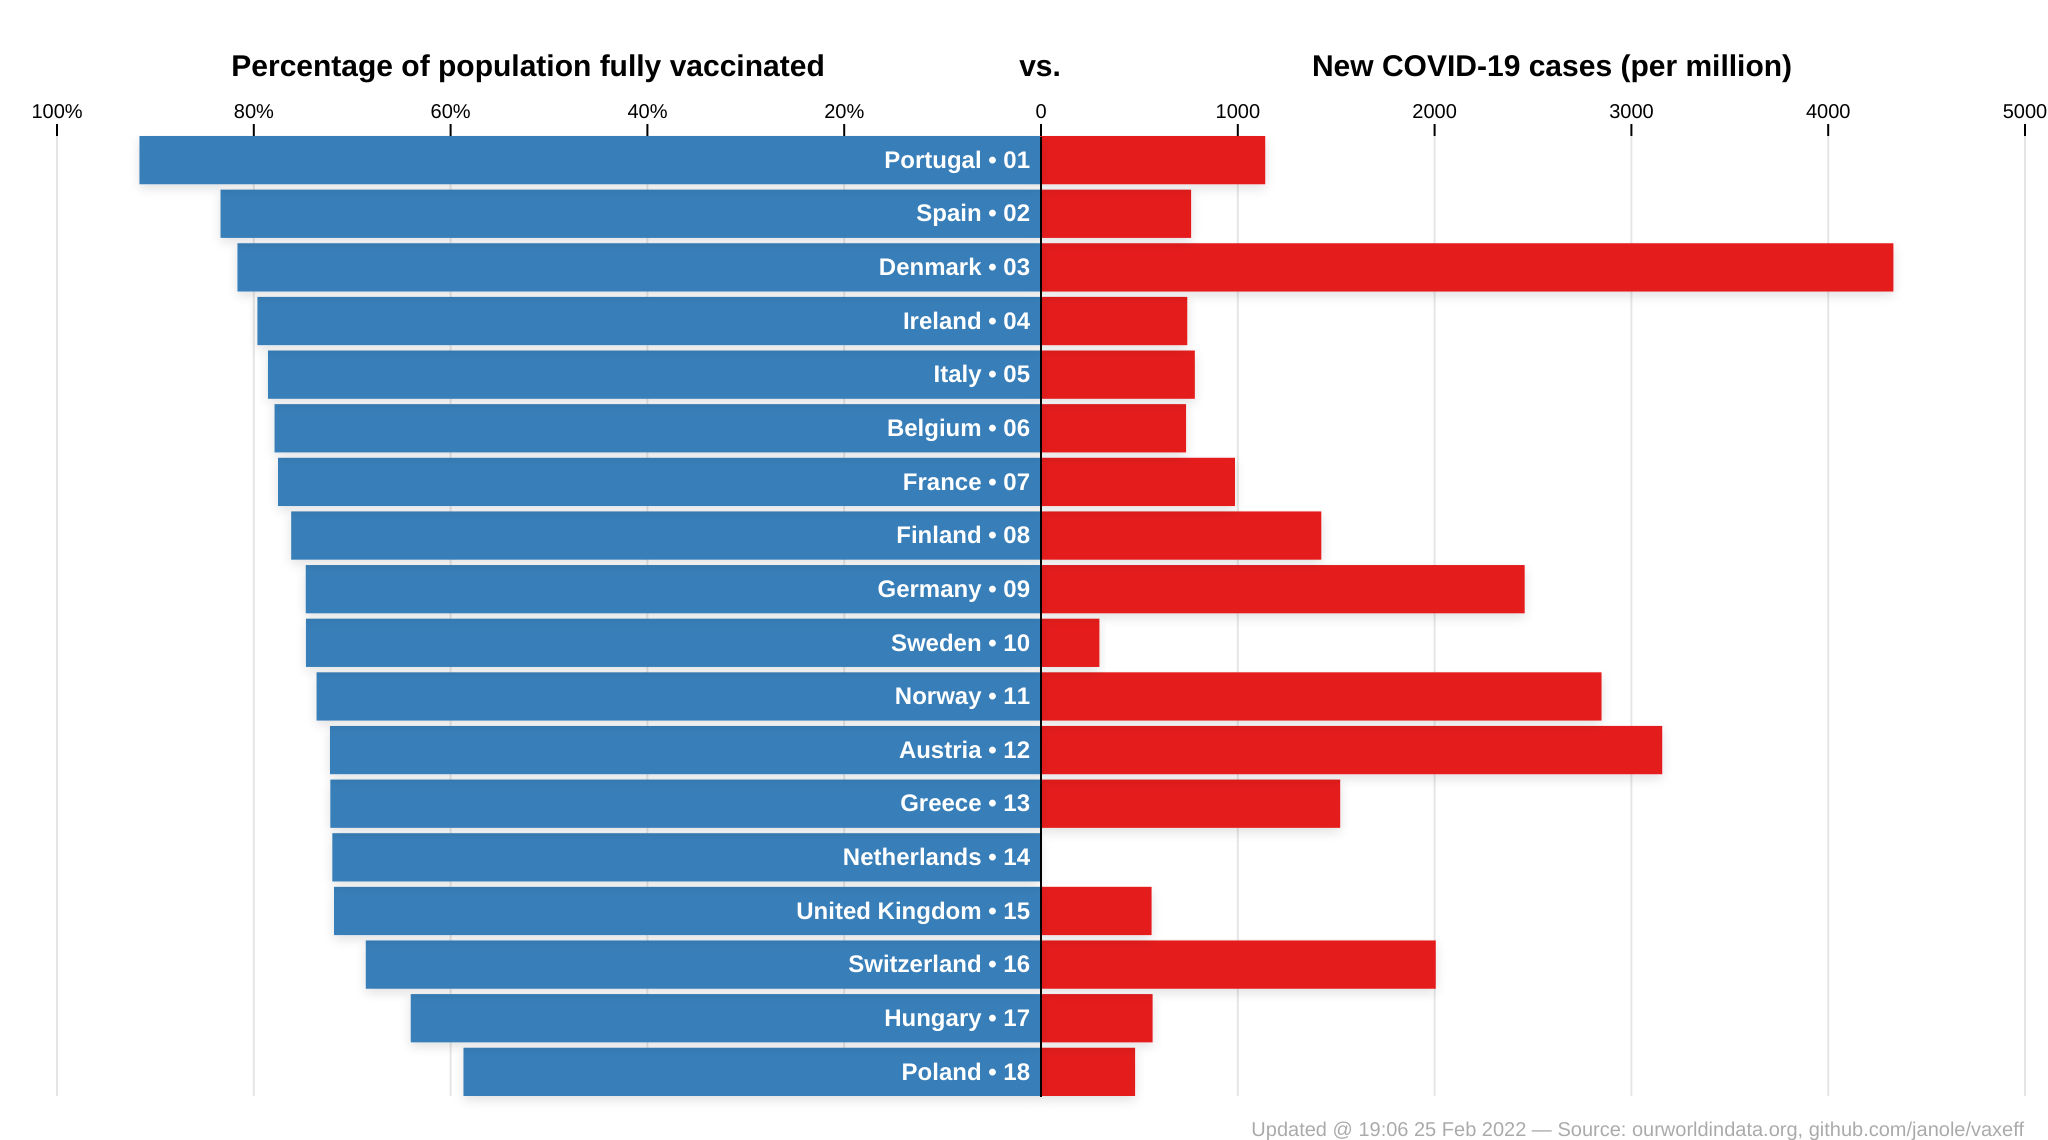 Percentage of population fully vaccinated vs. New COVID-19 cases (per million)
100% 80% 60% 40% 20% 0 1000 2000 3000 4000 5000
Portugal • 01
Spain • 02
Denmark • 03
Ireland • 04
Italy • 05
Belgium • 06
France • 07
Finland • 08
Germany • 09
Sweden • 10
Norway • 11
Austria • 12
Greece • 13
Netherlands • 14
United Kingdom • 15
Switzerland • 16
Hungary • 17
Poland • 18
Updated @ 19:06 25 Feb 2022 — Source: ourworldindata.org, github.com/janole/vaxeff